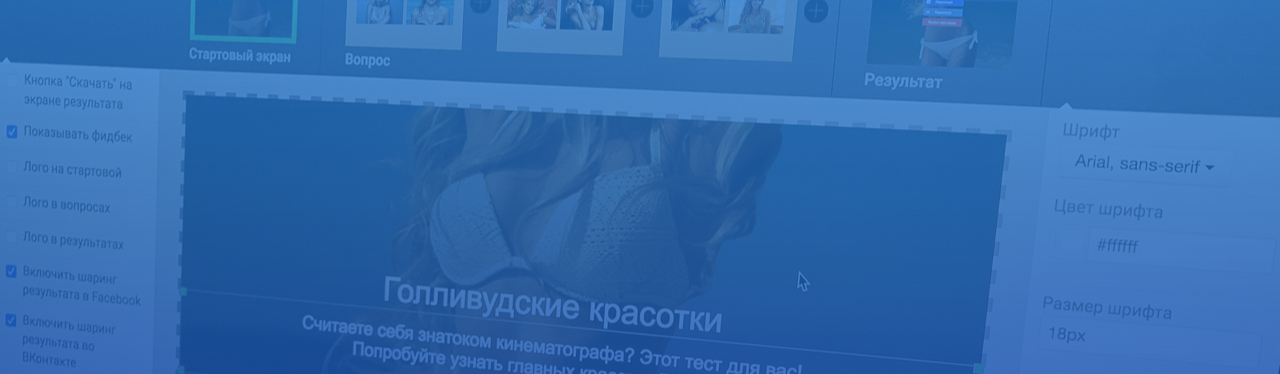 Стартовый экран
Вопрос
Результат
Кнопка "Скачать" на
экране результата
Показывать фидбек
Лого на стартовой
Лого в вопросах
Лого в результатах
Включить шаринг
результата в Facebook
Включить шаринг
результата во
ВКонтакте
Голливудские красотки
Считаете себя знатоком кинематографа? Этот тест для вас!
Попробуйте узнать главных
Шрифт
Arial, sans-serif
Цвет шрифта
#ffffff
Размер шрифта
18px